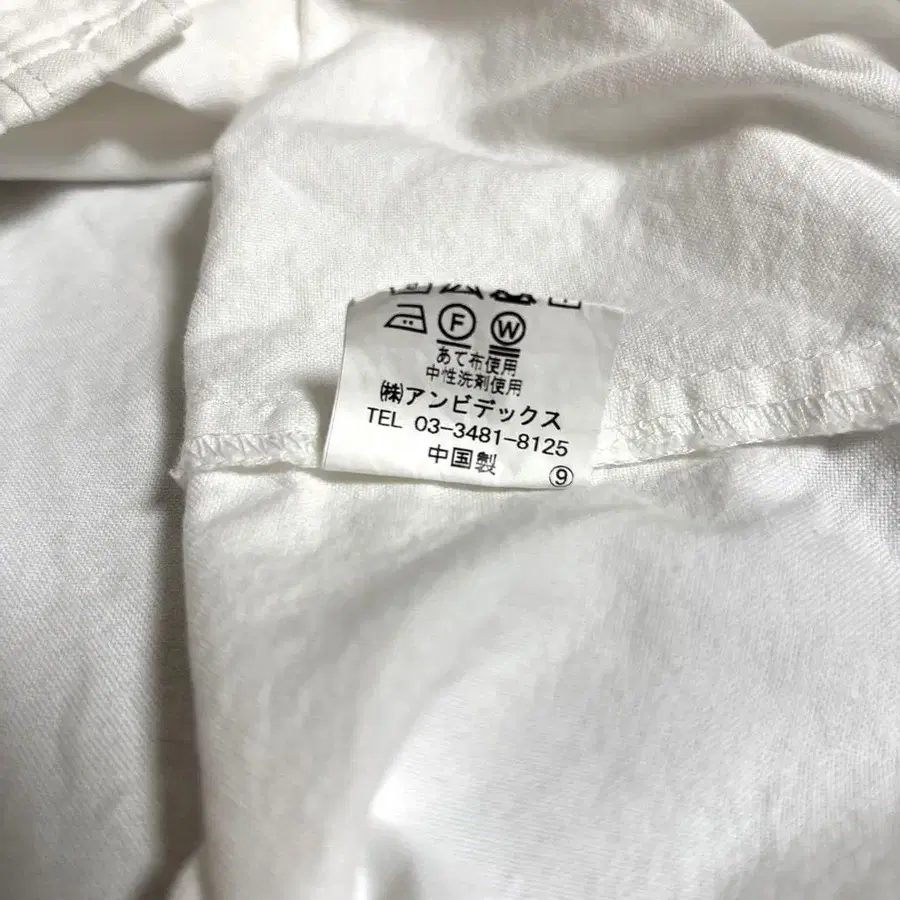 F W
あて布使用
中性洗剤使用
㈱アンビデックス
TEL 03-3481-8125
中国製
⑨